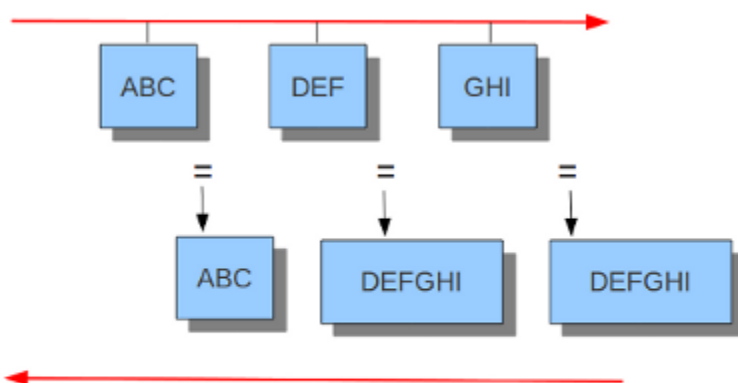 ABC DEF GHI
= = =
ABC DEFGHI DEFGHI